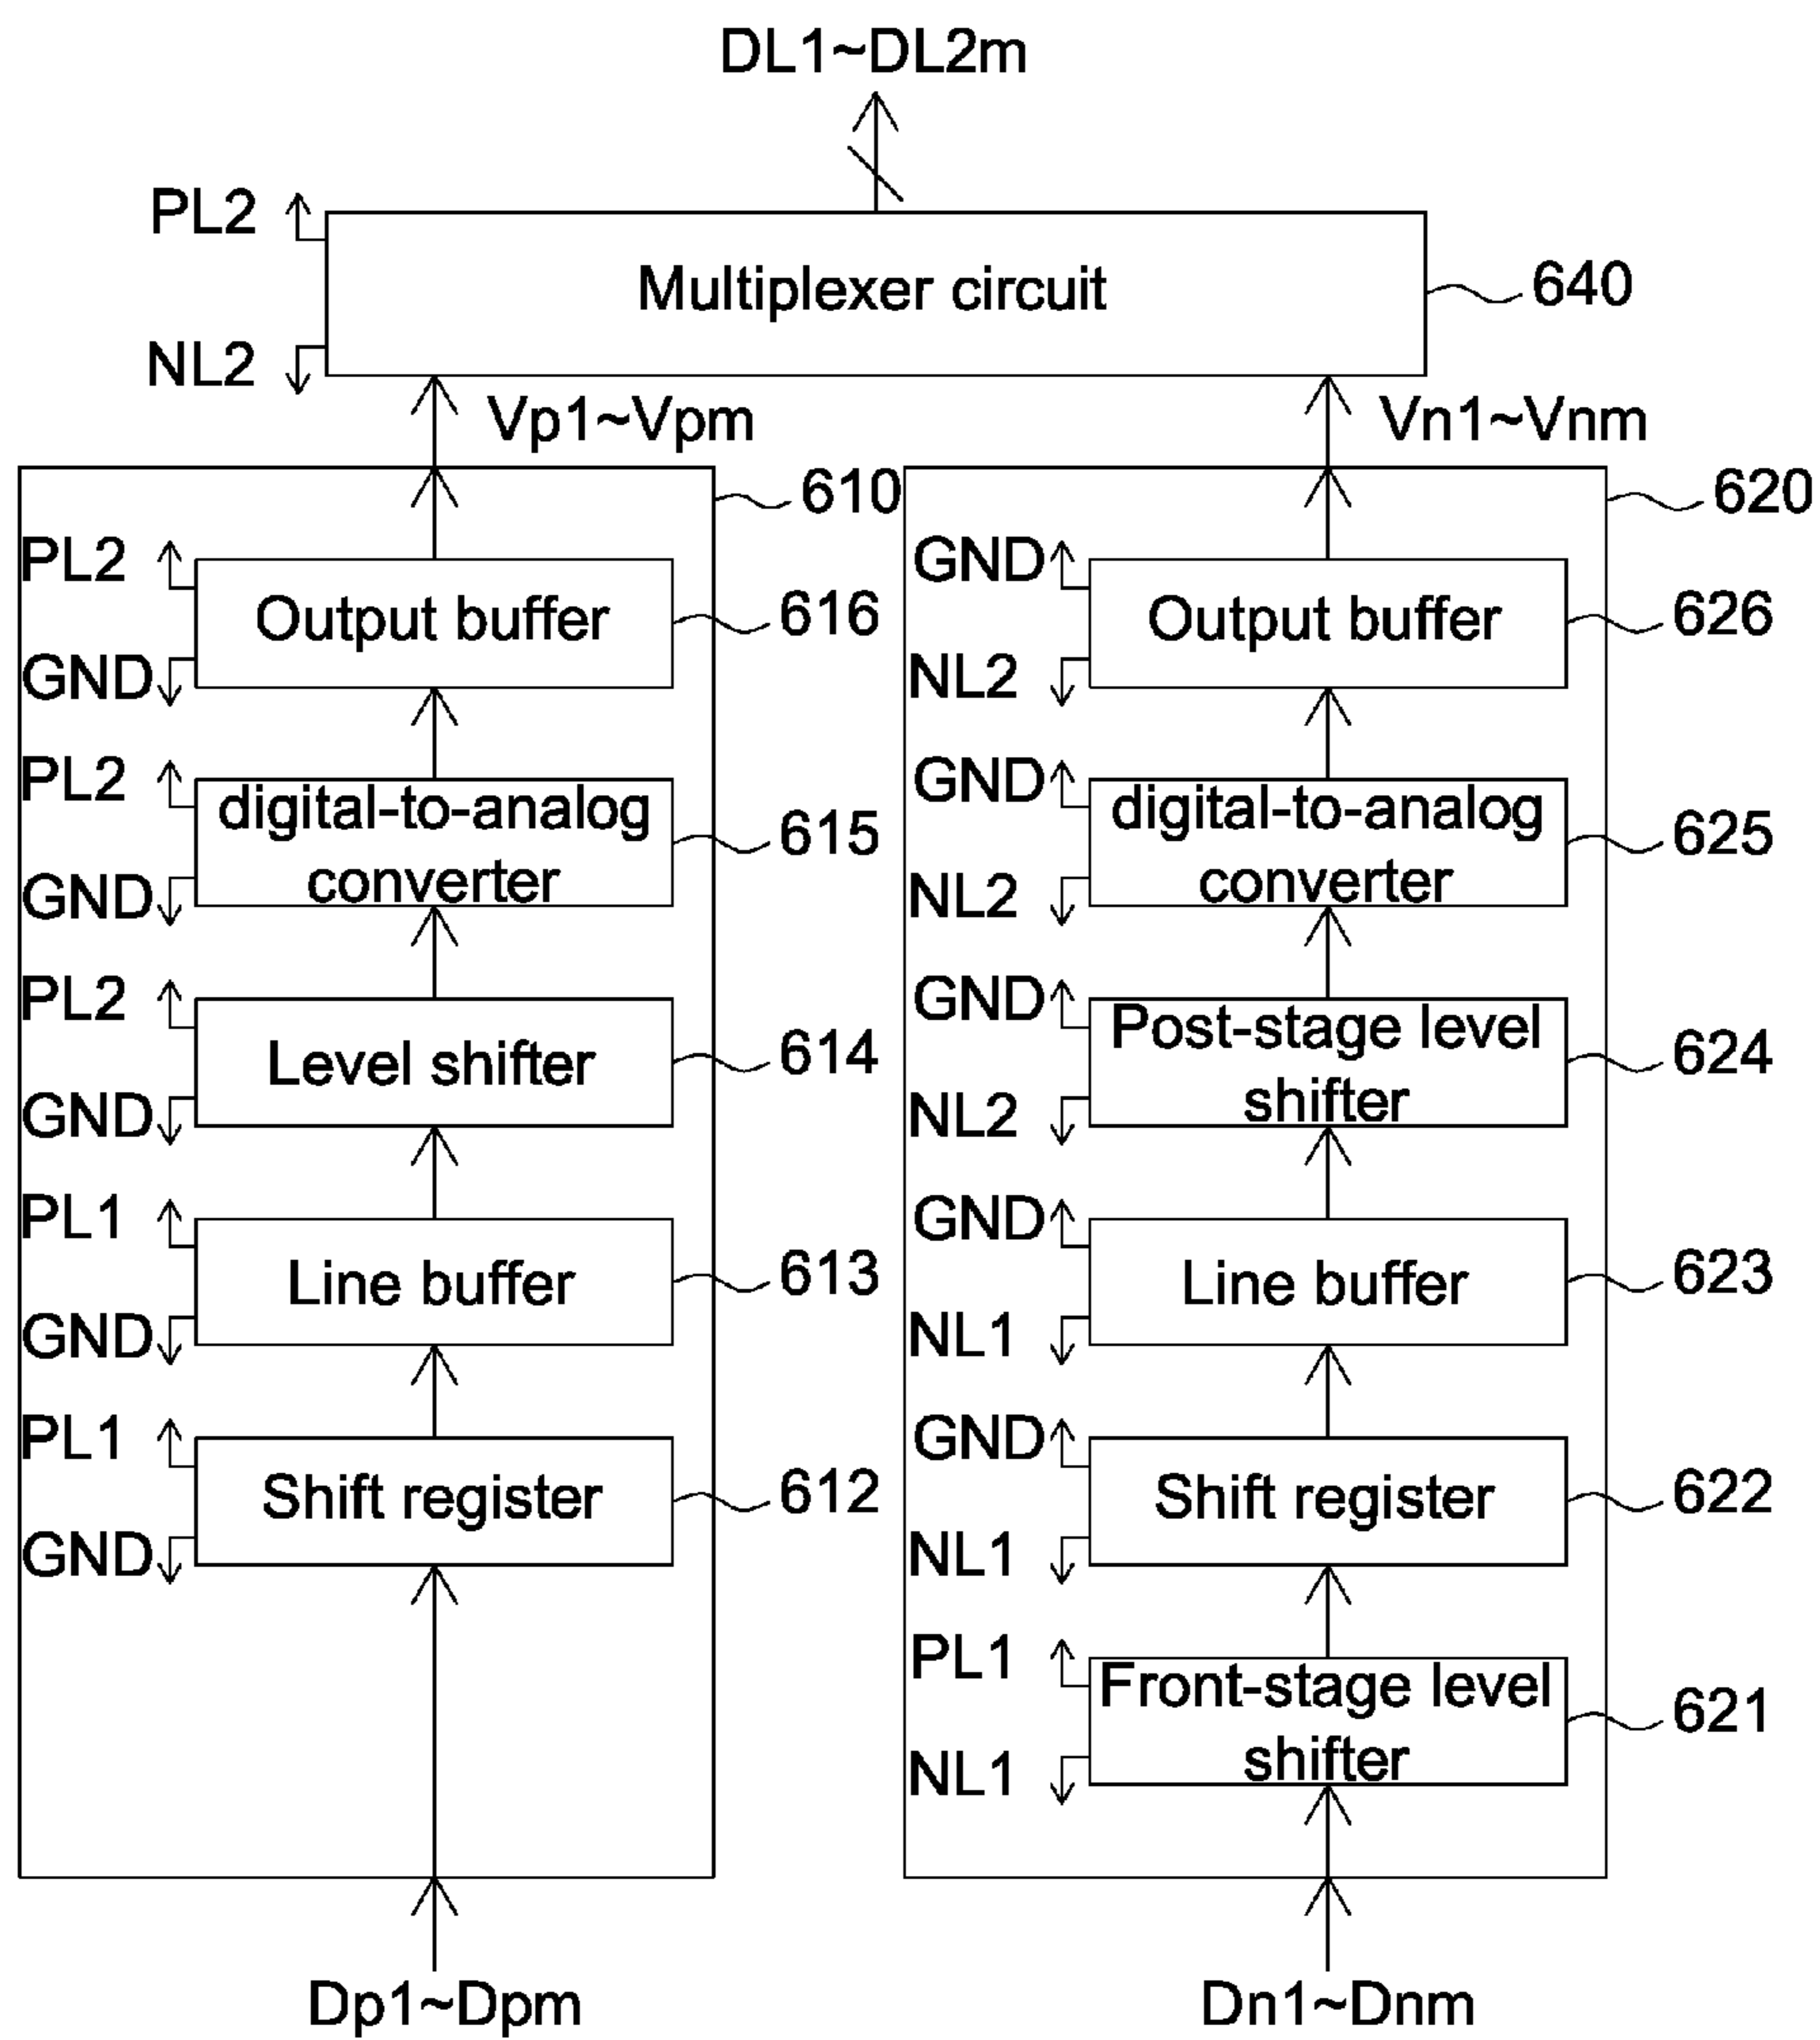 DL1~DL2m
PL2
Multiplexer circuit
640
NL2
Vp1~Vpm
Vn1~Vnm
610
620
PL2
Output buffer
616
GND
GND
Output buffer
626
NL2
PL2
digital-to-analog
converter
615
GND
GND
digital-to-analog
converter
625
NL2
PL2
Level shifter
614
GND
GND
Post-stage level
shifter
624
NL2
PL1
Line buffer
613
GND
GND
Line buffer
623
NL1
PL1
Shift register
612
GND
GND
Shift register
622
NL1
PL1
Front-stage level
shifter
621
NL1
Dp1~Dpm
Dn1~Dnm